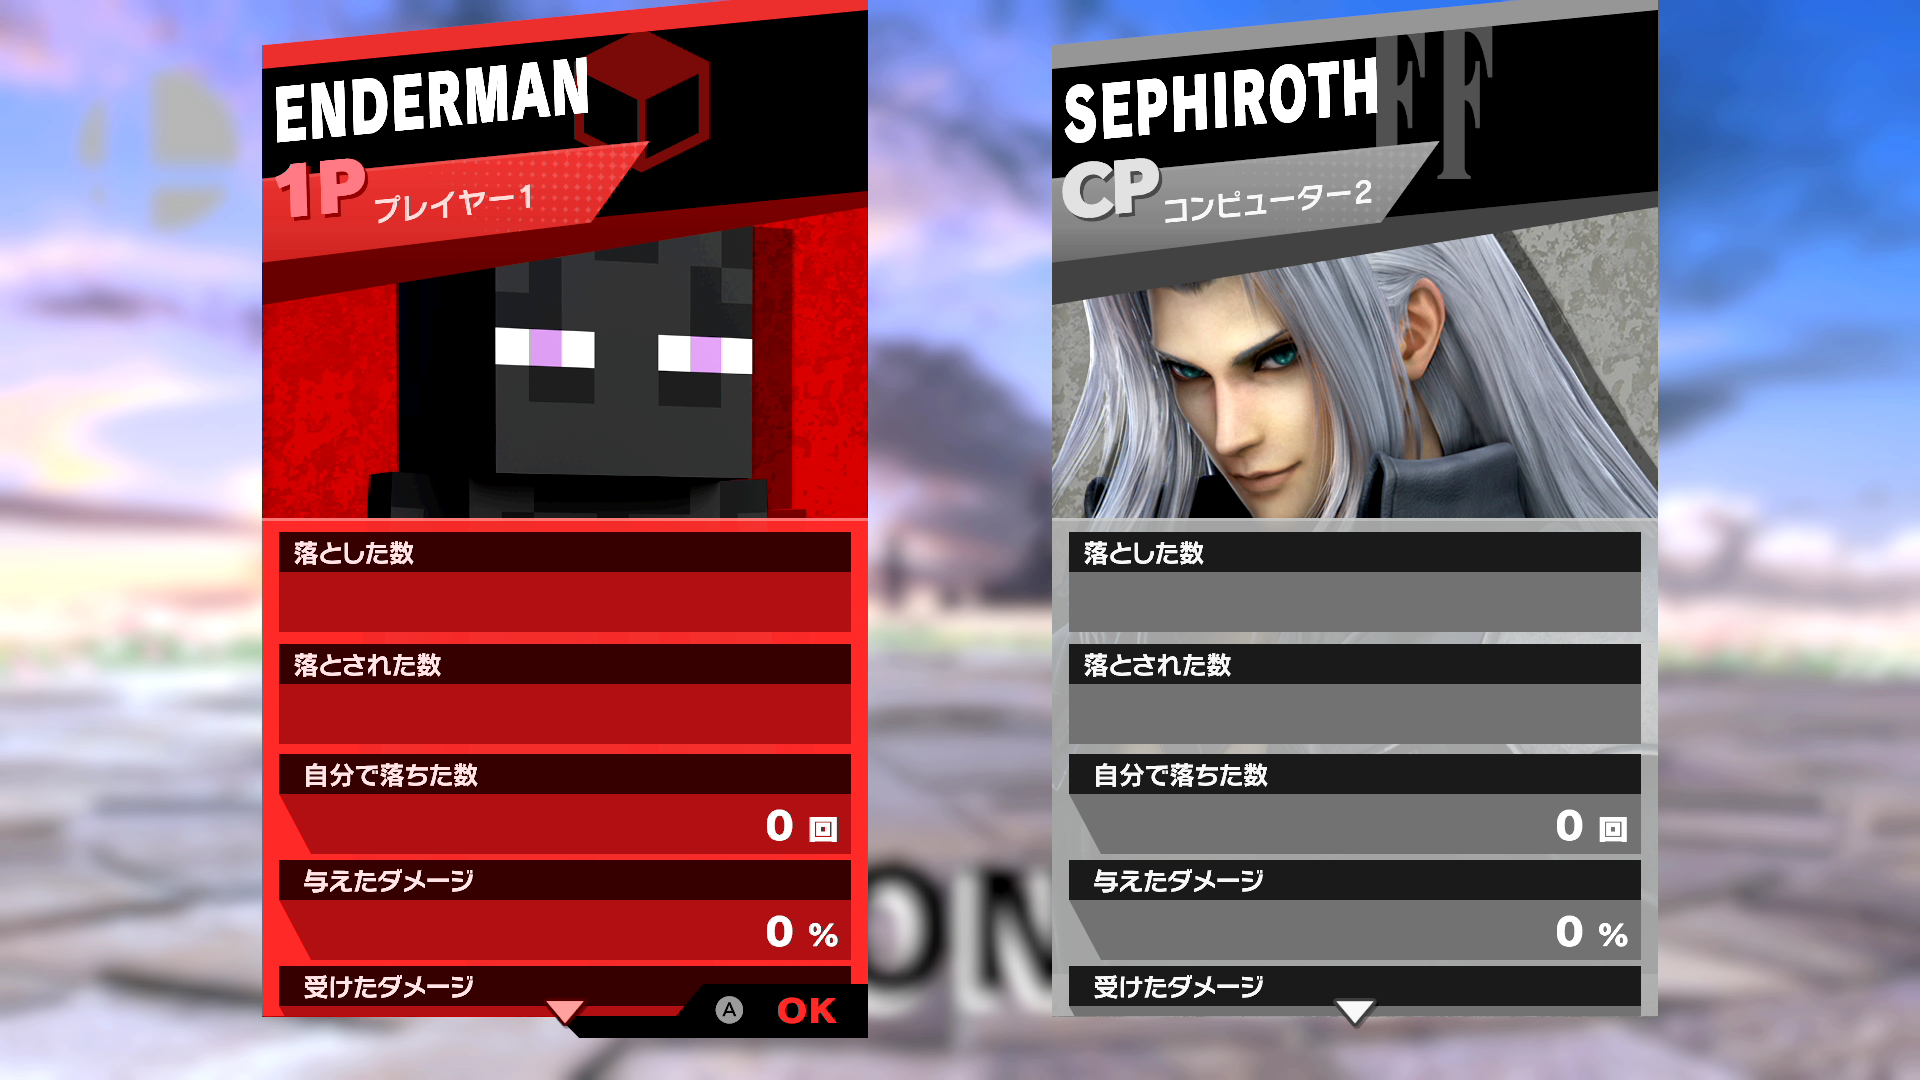 ENDERMAN
1P プレイヤー1
落とした数
落とされた数
自分で落ちた数
0 回
与えたダメージ
0 %
受けたダメージ
A OK
SEPHIROTH
FF
CP コンピューター2
落とした数
落とされた数
自分で落ちた数
0 回
与えたダメージ
0 %
受けたダメージ
ON